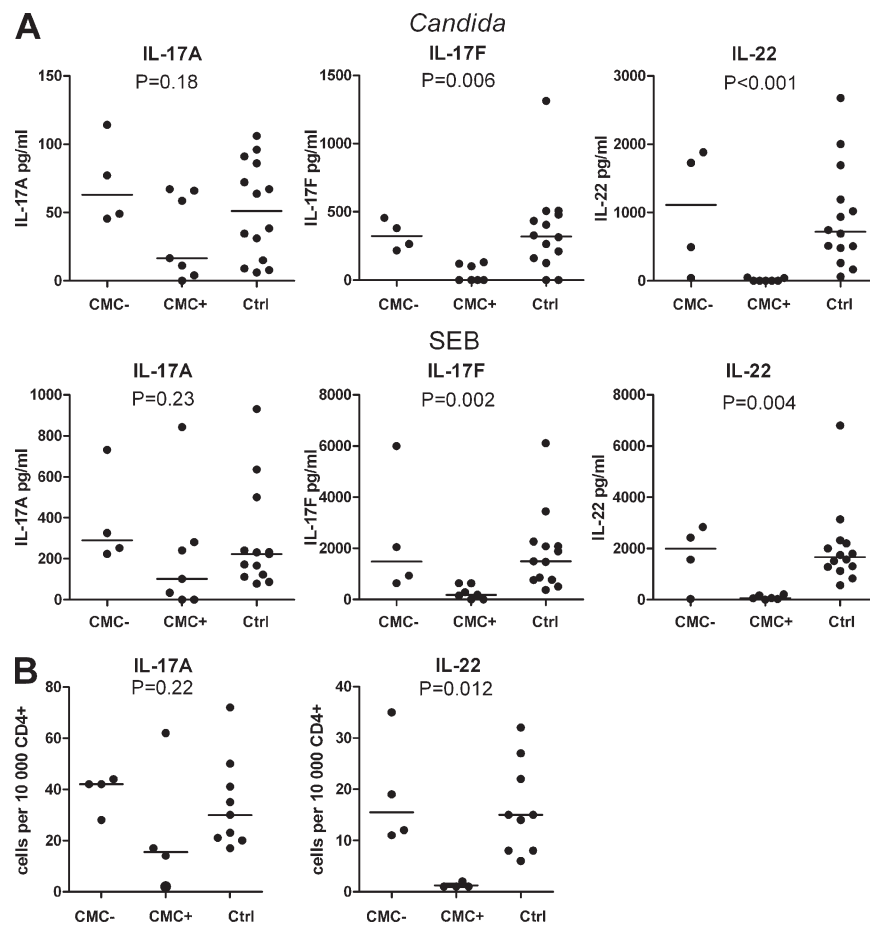 A
Candida
IL-17A IL-17F IL-22
P=0.18 P=0.006 P<0.001
IL-17A pg/ml
150
100
50
0
CMC- CMC+ Ctrl
IL-17F pg/ml
1500
1000
500
0
CMC- CMC+ Ctrl
IL-22 pg/ml
3000
2000
1000
0
CMC- CMC+ Ctrl
SEB
IL-17A IL-17F IL-22
P=0.23 P=0.002 P=0.004
IL-17A pg/ml
1000
800
600
400
200
0
CMC- CMC+ Ctrl
IL-17F pg/ml
8000
6000
4000
2000
0
CMC- CMC+ Ctrl
IL-22 pg/ml
8000
6000
4000
2000
0
CMC- CMC+ Ctrl
B
IL-17A IL-22
P=0.22 P=0.012
cells per 10 000 CD4+
80
60
40
20
0
CMC- CMC+ Ctrl
cells per 10 000 CD4+
40
30
20
10
0
CMC- CMC+ Ctrl